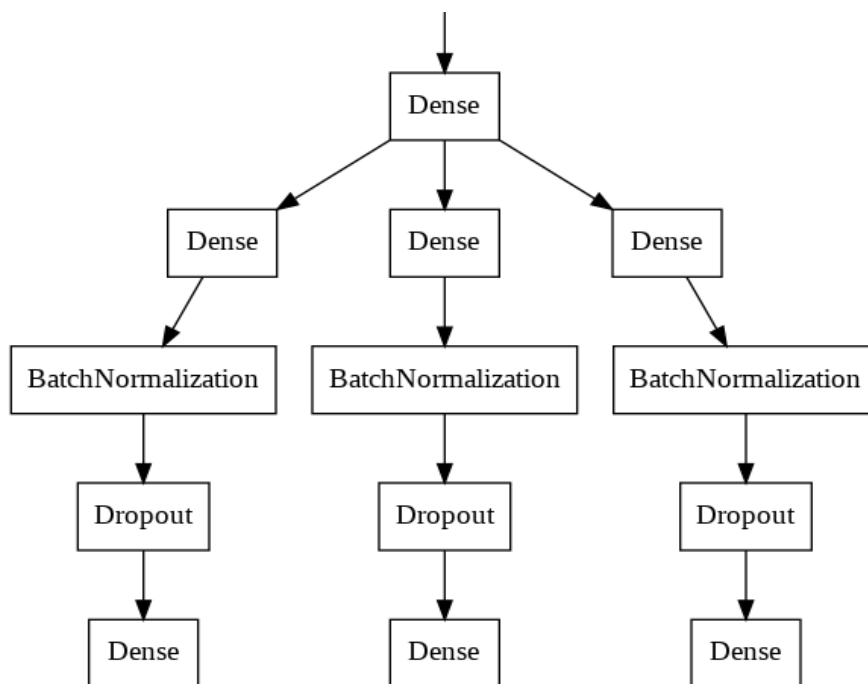 Dense
Dense Dense Dense
BatchNormalization BatchNormalization BatchNormalization
Dropout Dropout Dropout
Dense Dense Dense